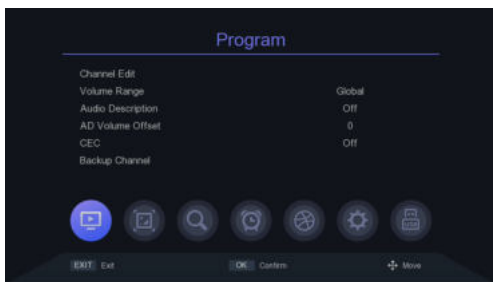 Program
Channel Edit
Volume Range Global
Audio Description Off
AD Volume Offset 0
CEC Off
Backup Channel
USB
EXIT Exit OK Confirm Move